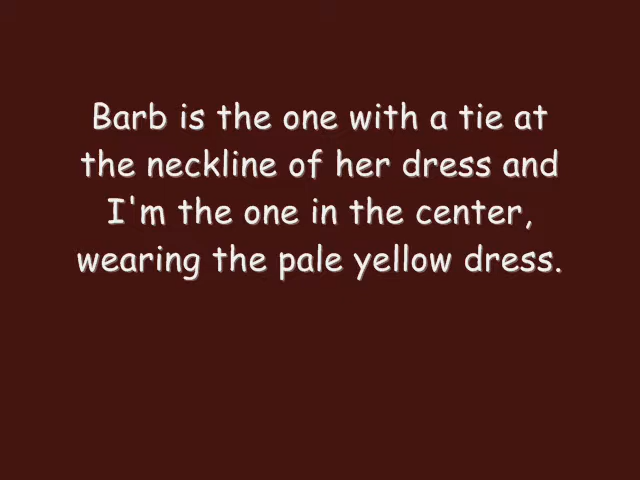 Barb is the one with a tie at
the neckline of her dress and
I'm the one in the center,
wearing the pale yellow dress.